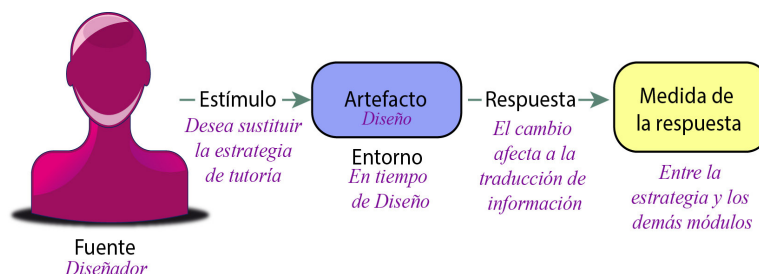 Fuente
Diseñador
Estímulo
Desea sustituir
la estrategia
de tutoría
Artefacto
Diseño
Entorno
En tiempo
de Diseño
Respuesta
El cambio
afecta a la
traducción de
información
Medida de
la respuesta
Entre la
estrategia y los
demás módulos